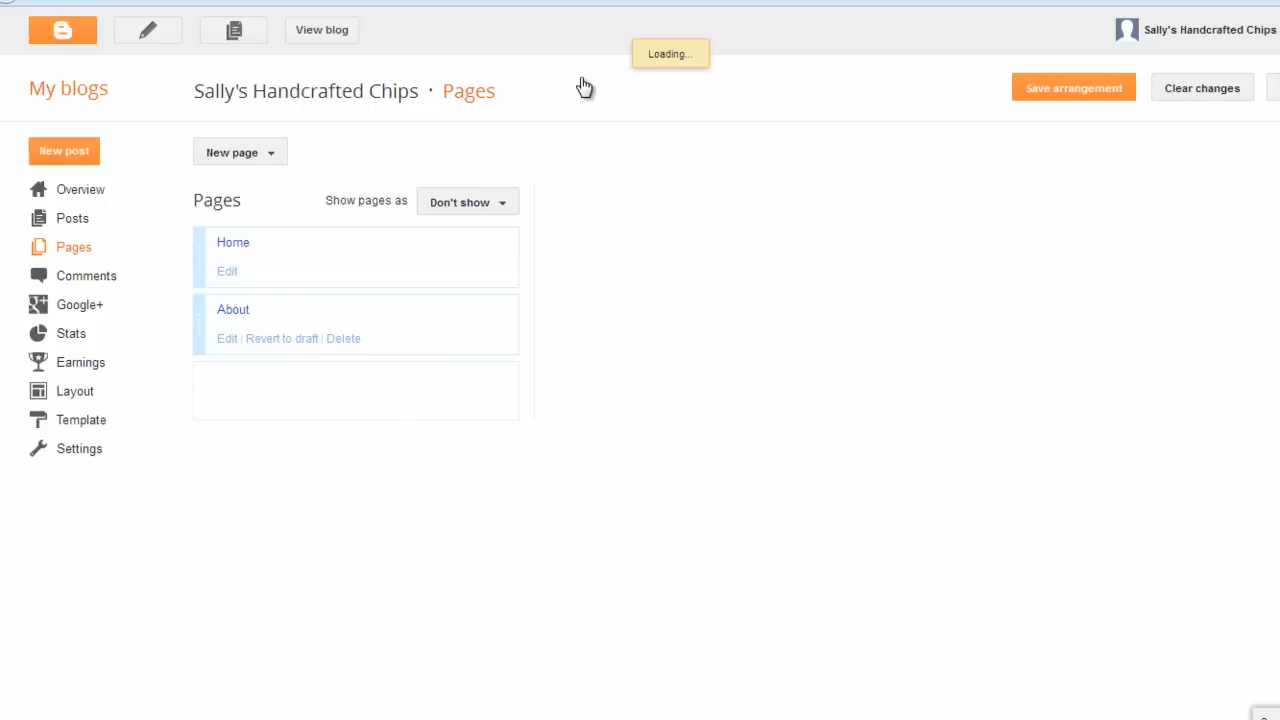 View blog
Loading...
Sally's Handcrafted Chips
My blogs
Sally's Handcrafted Chips · Pages
Save arrangement
Clear changes
New post
New page
Overview
Posts
Pages
Comments
Google+
Stats
Earnings
Layout
Template
Settings
Pages
Show pages as
Don't show
Home
Edit
About
Edit | Revert to draft | Delete